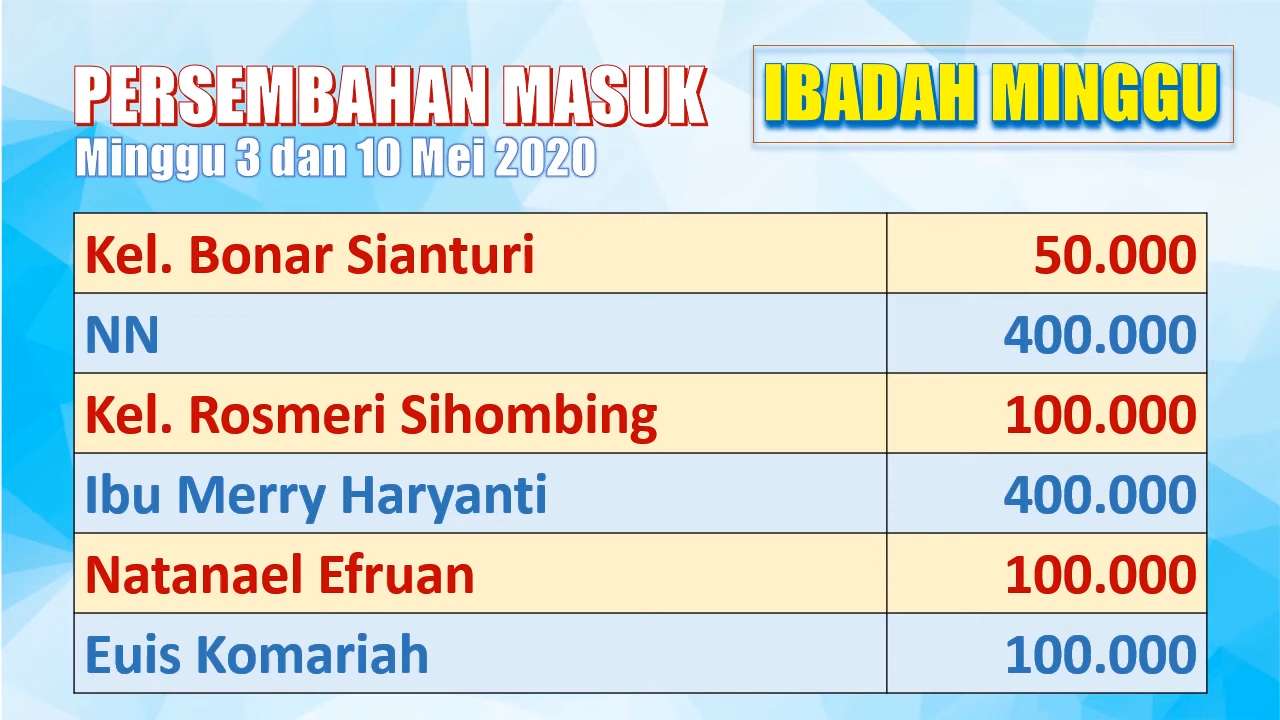 PERSEMBAHAN MASUK
IBADAH MINGGU
Minggu 3 dan 10 Mei 2020
Kel. Bonar Sianturi 50.000
NN 400.000
Kel. Rosmeri Sihombing 100.000
Ibu Merry Haryanti 400.000
Natanael Efruan 100.000
Euis Komariah 100.000